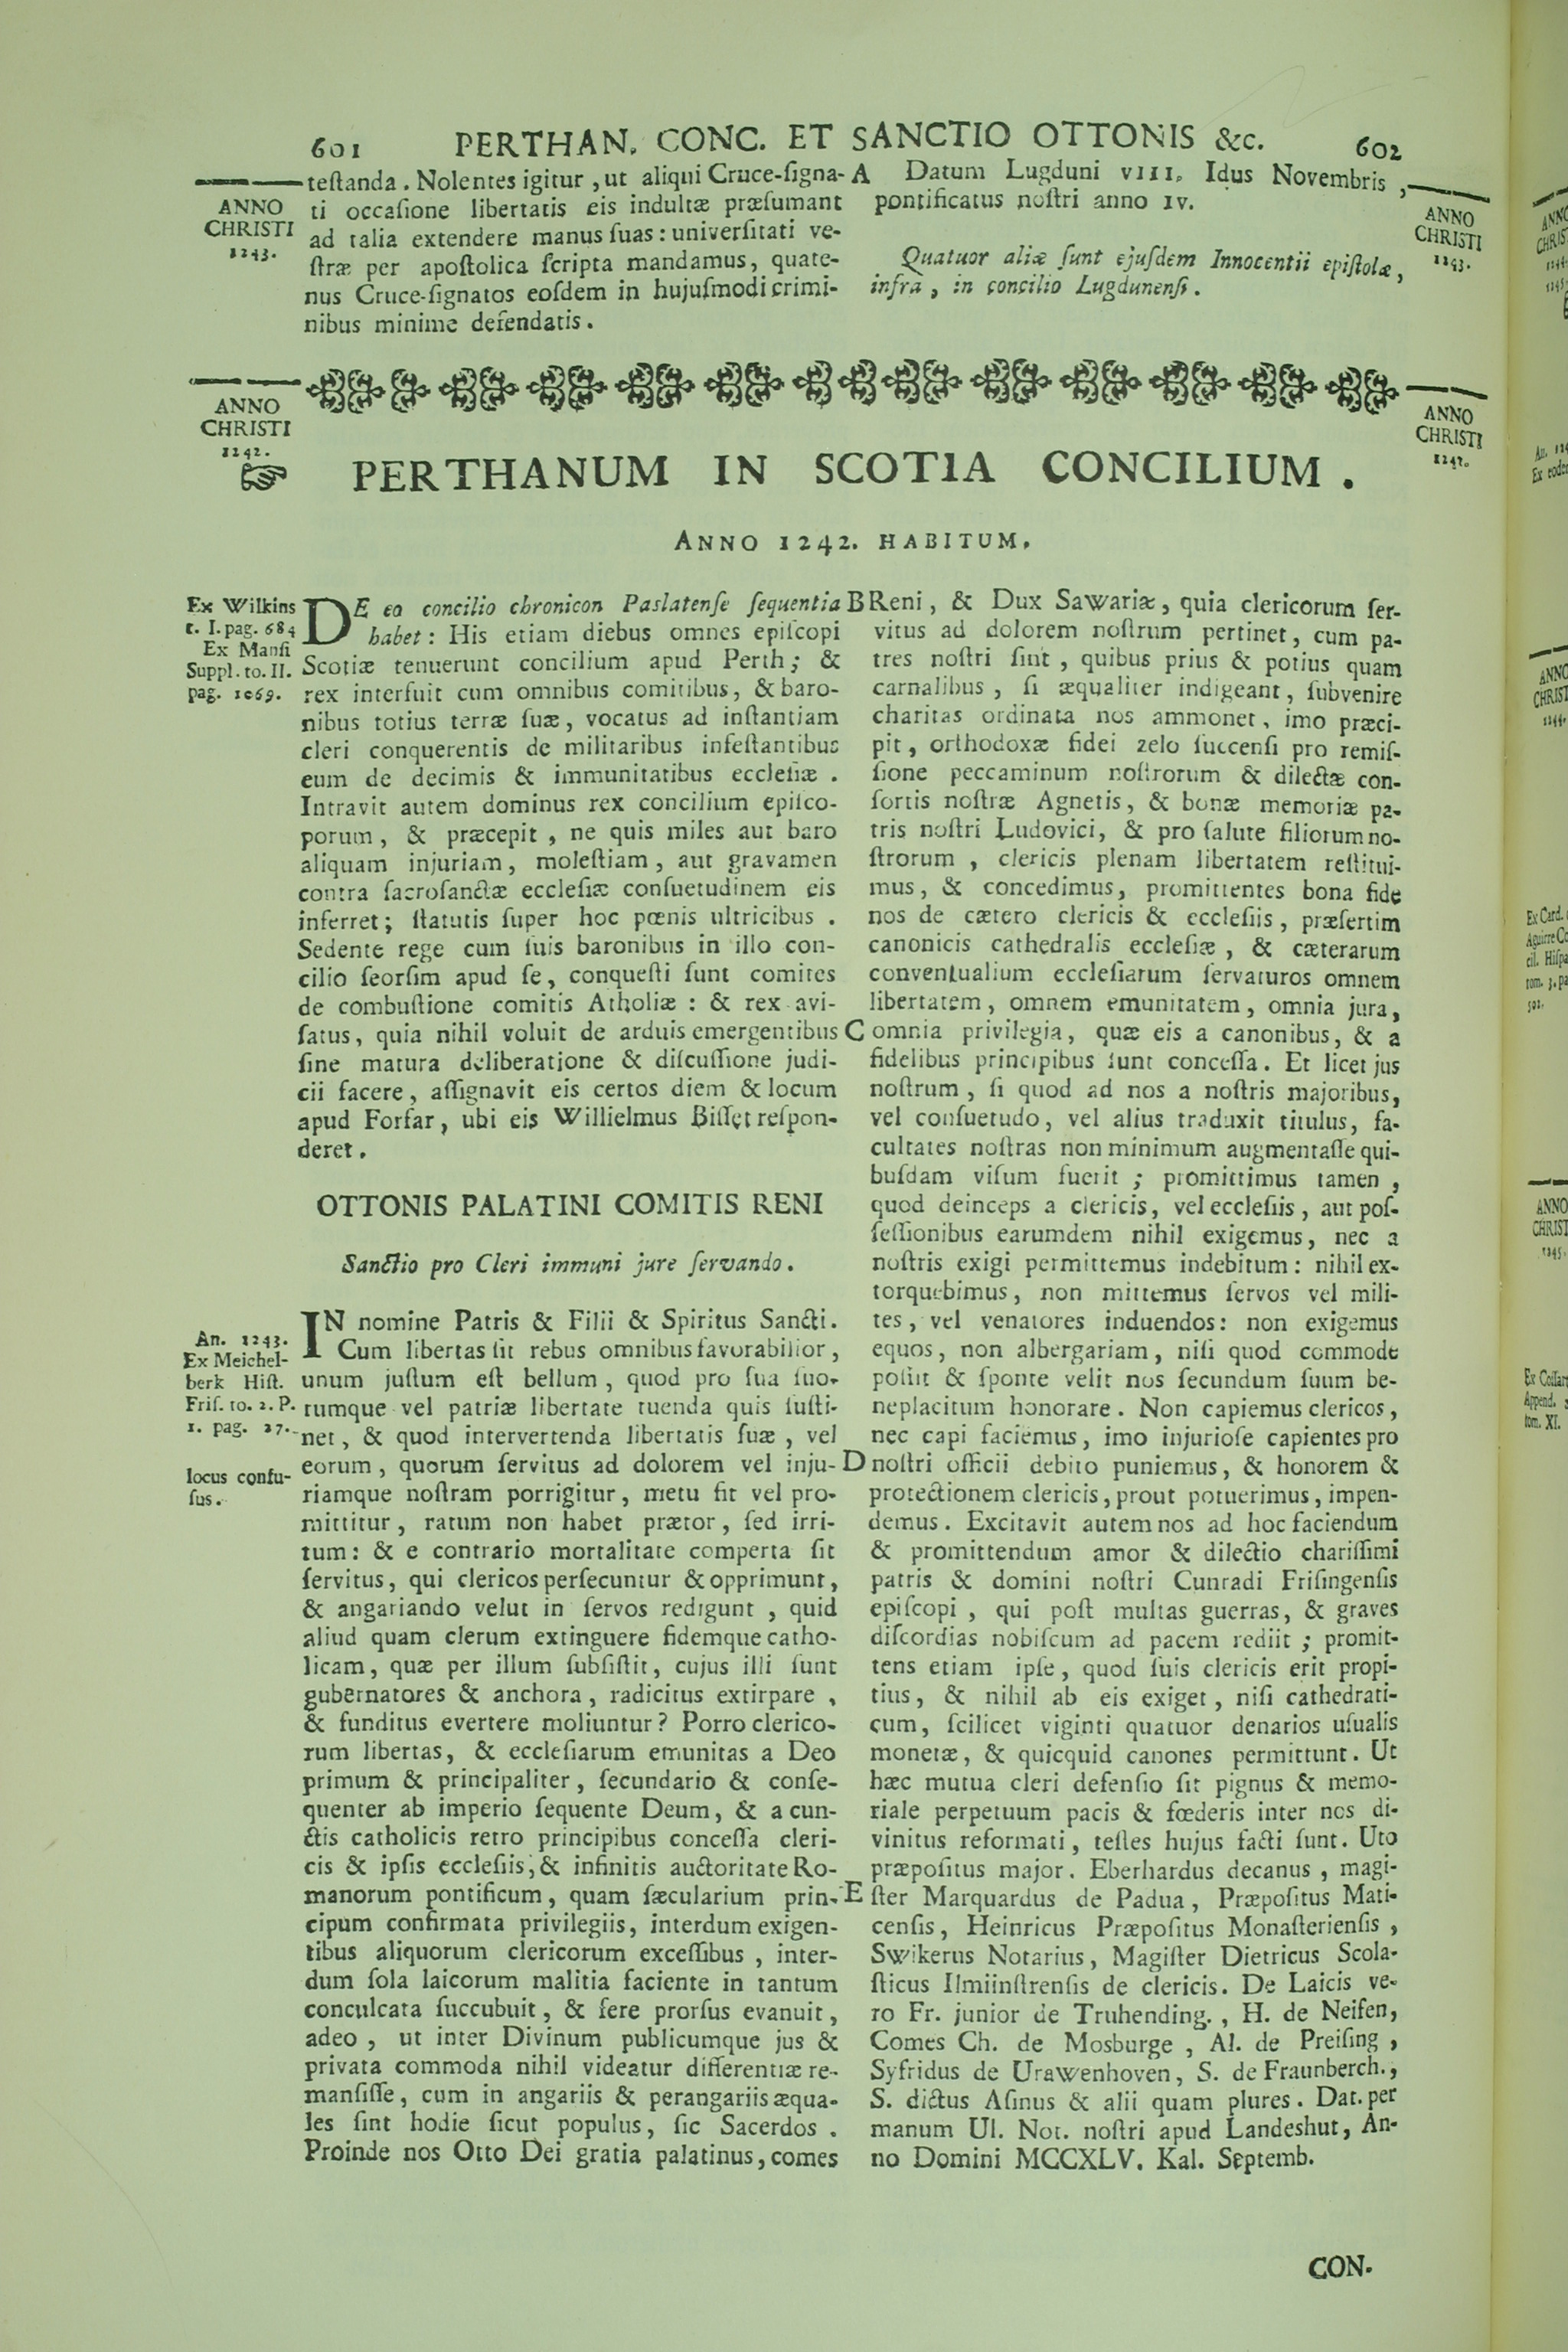 601 PERTHAN. CONC. ET SANCTIO OTTONIS &c. 602
ANNO
CHRISTI
1243.
teſtanda. Nolentes igitur, ut aliqui Cruce-ſigna-
ti occaſione libertatis eis indultæ præſumant
ad talia extendere manus ſuas: univerſitati ve-
ſtræ per apoſtolica ſcripta mandamus, quate-
nus Cruce-ſignatos eoſdem in hujuſmodi crimi-
nibus minime defendatis.
A Datum Lugduni VIII. Idus Novembris,
pontificatus noſtri anno IV.
Quatuor aliæ ſunt ejuſdem Innocentii epiſtolæ,
infra, in concilio Lugdunenſi.
ANNO
CHRISTI
1243.
ANNO
CHRISTI
1242.
ANNO
CHRISTI
1242.
☞ PERTHANUM IN SCOTIA CONCILIUM.
ANNO 1242. HABITUM.
Ex Wilkins
t. I. pag. 684
Ex Manſi
Suppl. to. II.
pag. 1069.
DE eo concilio chronicon Paslatenſe ſequentia
habet: His etiam diebus omnes epiſcopi
Scotiæ tenuerunt concilium apud Perth; &
rex interfuit cum omnibus comitibus, & baro-
nibus totius terræ ſuæ, vocatus ad inſtantiam
cleri conquerentis de militaribus infeſtantibus
eum de decimis & immunitatibus eccleſiæ.
Intravit autem dominus rex concilium epiſco-
porum, & præcepit, ne quis miles aut baro
aliquam injuriam, moleſtiam, aut gravamen
contra ſacroſanctæ eccleſiæ conſuetudinem eis
inferret; ſtatutis ſuper hoc pœnis ultricibus.
Sedente rege cum ſuis baronibus in illo con-
cilio ſeorſim apud ſe, conqueſti ſunt comites
de combuſtione comitis Atholiæ: & rex avi-
ſatus, quia nihil voluit de arduis emergentibus
ſine matura deliberatione & diſcuſſione judi-
cii facere, aſſignavit eis certos diem & locum
apud Forfar, ubi eis Willielmus Biſſet reſpon-
deret.
OTTONIS PALATINI COMITIS RENI
Sanctio pro Cleri immuni jure ſervando.
An. 1243.
Ex Meichel-
berk Hiſt.
Friſ. to. 2. P.
1. pag. 27.
locus confu-
ſus.
IN nomine Patris & Filii & Spiritus Sancti.
Cum libertas ſit rebus omnibus favorabilior,
unum juſtum eſt bellum, quod pro ſua ſuo-
rumque vel patriæ libertate tuenda quis ſuſti-
net, & quod intervertenda libertatis ſuæ, vel
eorum, quorum ſervitus ad dolorem vel inju-
riamque noſtram porrigitur, metu fit vel pro-
mittitur, ratum non habet prætor, ſed irri-
tum: & e contrario mortalitate comperta ſit
ſervitus, qui clericos perſecuntur & opprimunt,
& angariando velut in ſervos redigunt, quid
aliud quam clerum extinguere fidemque catho-
licam, quæ per illum ſubſiſtit, cujus illi ſunt
gubernatores & anchora, radicitus extirpare,
& funditus evertere moliuntur? Porro clerico-
rum libertas, & eccleſiarum emunitas a Deo
primum & principaliter, ſecundario & conſe-
quenter ab imperio ſequente Deum, & a cun-
ctis catholicis retro principibus conceſſa cleri-
cis & ipſis eccleſiis, & infinitis auctoritate Ro-
manorum pontificum, quam ſæcularium prin-
cipum confirmata privilegiis, interdum exigen-
tibus aliquorum clericorum exceſſibus, inter-
dum ſola laicorum malitia faciente in tantum
conculcata ſuccubuit, & fere prorſus evanuit,
adeo, ut inter Divinum publicumque jus &
privata commoda nihil videatur differentiæ re-
manſiſſe, cum in angariis & perangariis æqua-
les ſint hodie ſicut populus, ſic Sacerdos.
Proinde nos Otto Dei gratia palatinus, comes
B Reni, & Dux Sawariæ, quia clericorum ſer-
vitus ad dolorem noſtrum pertinet, cum pa-
tres noſtri ſint, quibus prius & potius quam
carnalibus, ſi æqualiter indigeant, ſubvenire
charitas ordinata nos ammonet, imo præci-
pit, orthodoxæ fidei zelo ſuccenſi pro remiſ-
ſione peccaminum noſtrorum & dilectæ con-
ſortis noſtræ Agnetis, & bonæ memoriæ pa-
tris noſtri Ludovici, & pro ſalute filiorum no-
ſtrorum, clericis plenam libertatem reſtitui-
mus, & concedimus, promittentes bona fide
nos de cætero clericis & eccleſiis, præſertim
canonicis cathedralis eccleſiæ, & cæterarum
conventualium eccleſiarum ſervaturos omnem
libertatem, omnem emunitatem, omnia jura,
C omnia privilegia, quæ eis a canonibus, & a
fidelibus principibus ſunt conceſſa. Et licet jus
noſtrum, ſi quod ad nos a noſtris majoribus,
vel conſuetudo, vel alius traduxit titulus, fa-
cultates noſtras non minimum augmentaſſe qui-
buſdam viſum fuerit; promittimus tamen,
quod deinceps a clericis, vel eccleſiis, aut poſ-
ſeſſionibus earumdem nihil exigemus, nec a
noſtris exigi permittemus indebitum: nihil ex-
torquebimus, non mittemus ſervos vel mili-
tes, vel venatores induendos: non exigemus
equos, non albergariam, niſi quod commode
poſſit & ſponte velit nos ſecundum ſuum be-
neplacitum honorare. Non capiemus clericos,
nec capi faciemus, imo injurioſe capientes pro
D noſtri officii debito puniemus, & honorem &
protectionem clericis, prout potuerimus, impen-
demus. Excitavit autem nos ad hoc faciendum
& promittendum amor & dilectio chariſſimi
patris & domini noſtri Cunradi Friſingenſis
epiſcopi, qui poſt multas guerras, & graves
diſcordias nobiſcum ad pacem rediit; promit-
tens etiam ipſe, quod ſuis clericis erit propi-
tius, & nihil ab eis exiget, niſi cathedrati-
cum, ſcilicet viginti quatuor denarios uſualis
monetæ, & quicquid canones permittunt. Ut
hæc mutua cleri defenſio ſit pignus & memo-
riale perpetuum pacis & fœderis inter nos di-
vinitus reformati, teſtes hujus facti ſunt. Uto
præpoſitus major. Eberhardus decanus, magi-
E ſter Marquardus de Padua, Præpoſitus Mati-
cenſis, Heinricus Præpoſitus Monaſterienſis,
Swikerus Notarius, Magiſter Dietricus Scola-
ſticus Ilmiinſtrenſis de clericis. De Laicis ve-
ro Fr. junior de Truhending., H. de Neifen,
Comes Ch. de Mosburge, Al. de Preiſing,
Syfridus de Urawenhoven, S. de Fraunberch.,
S. dictus Aſinus & alii quam plures. Dat. per
manum Ul. Not. noſtri apud Landeshut, An-
no Domini MCCXLV. Kal. Septemb.
CON-